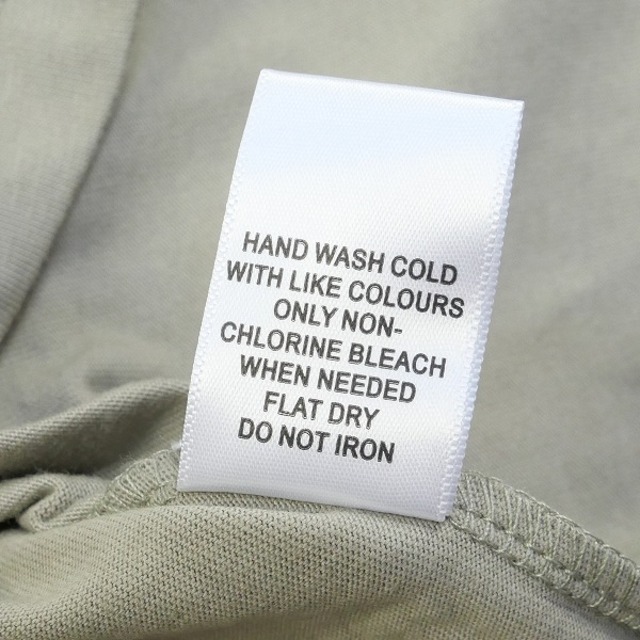 HAND WASH COLD
WITH LIKE COLOURS
ONLY NON-
CHLORINE BLEACH
WHEN NEEDED
FLAT DRY
DO NOT IRON